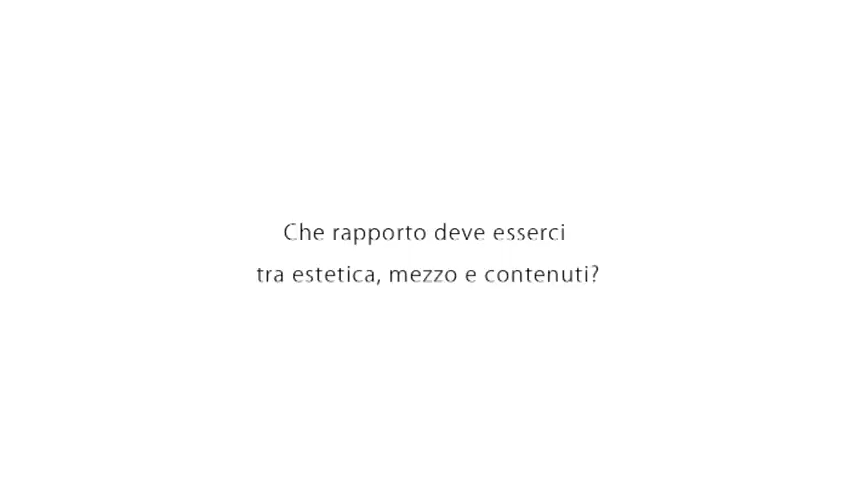 Che rapporto deve esserci
tra estetica, mezzo e contenuti?